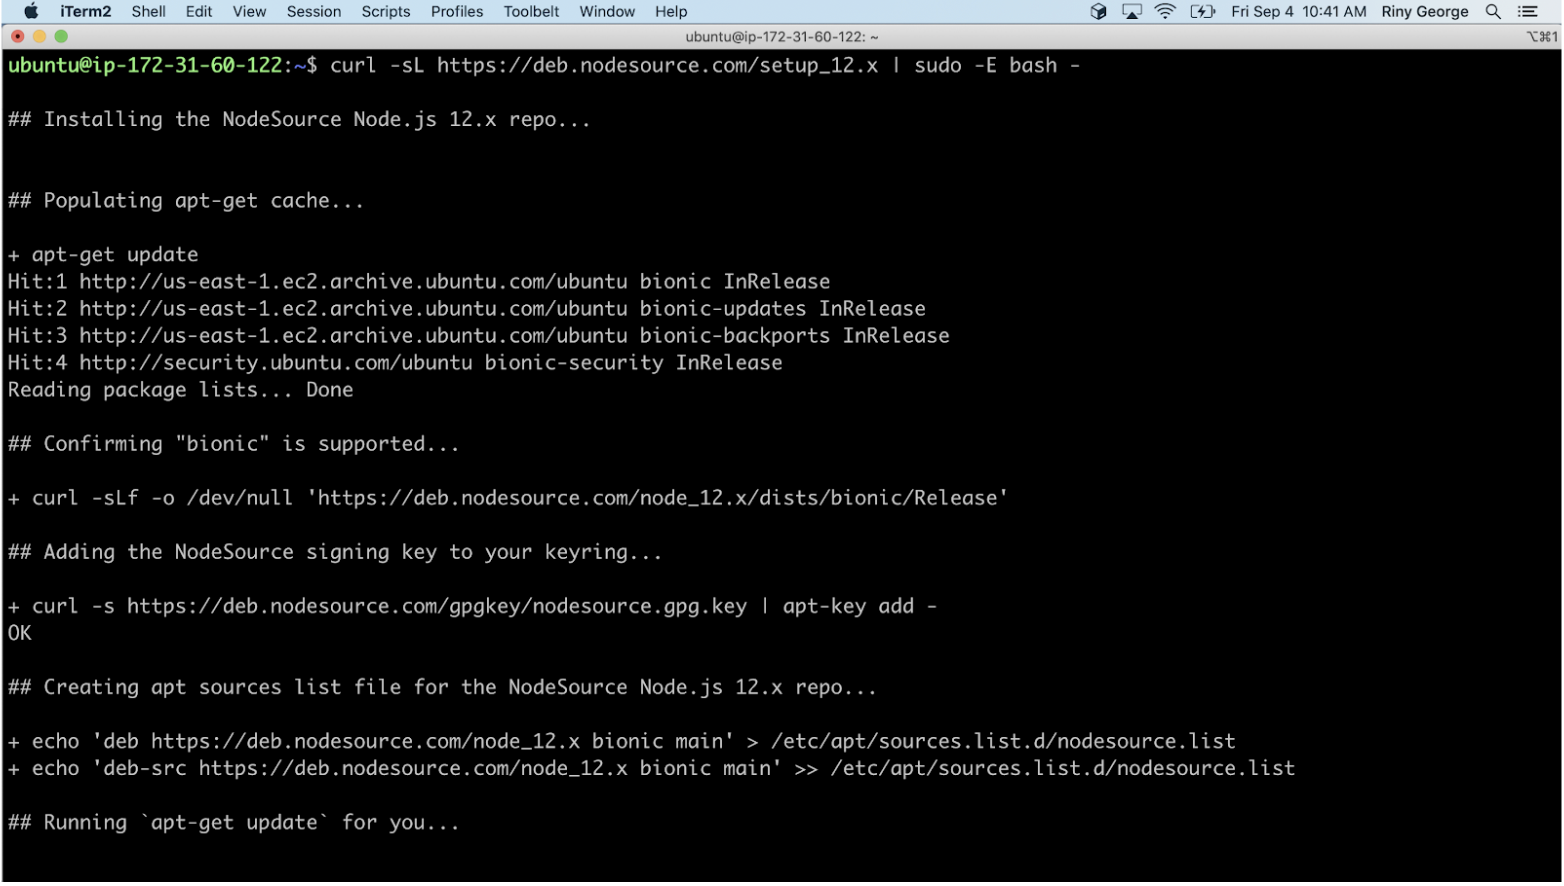 iTerm2 Shell Edit View Session Scripts Profiles Toolbelt Window Help Fri Sep 4 10:41 AM Riny George
ubuntu@ip-172-31-60-122: ~ ⌥⌘1
ubuntu@ip-172-31-60-122:~$ curl -sL https://deb.nodesource.com/setup_12.x | sudo -E bash -
## Installing the NodeSource Node.js 12.x repo...
## Populating apt-get cache...
+ apt-get update
Hit:1 http://us-east-1.ec2.archive.ubuntu.com/ubuntu bionic InRelease
Hit:2 http://us-east-1.ec2.archive.ubuntu.com/ubuntu bionic-updates InRelease
Hit:3 http://us-east-1.ec2.archive.ubuntu.com/ubuntu bionic-backports InRelease
Hit:4 http://security.ubuntu.com/ubuntu bionic-security InRelease
Reading package lists... Done
## Confirming "bionic" is supported...
+ curl -sLf -o /dev/null 'https://deb.nodesource.com/node_12.x/dists/bionic/Release'
## Adding the NodeSource signing key to your keyring...
+ curl -s https://deb.nodesource.com/gpgkey/nodesource.gpg.key | apt-key add -
OK
## Creating apt sources list file for the NodeSource Node.js 12.x repo...
+ echo 'deb https://deb.nodesource.com/node_12.x bionic main' > /etc/apt/sources.list.d/nodesource.list
+ echo 'deb-src https://deb.nodesource.com/node_12.x bionic main' >> /etc/apt/sources.list.d/nodesource.list
## Running `apt-get update` for you...